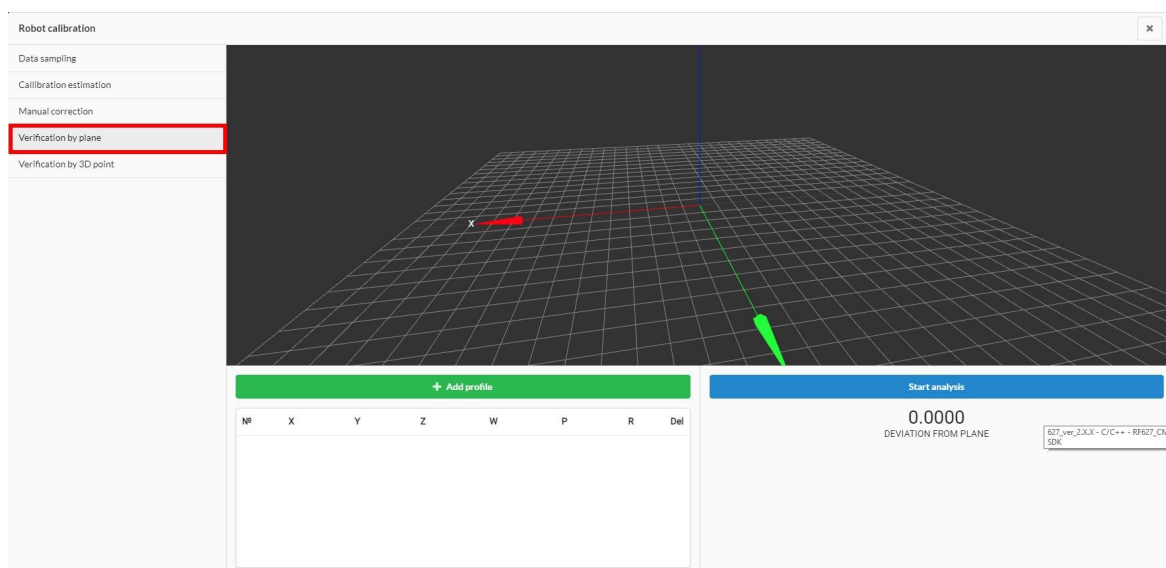 Robot calibration
Data sampling
Callibration estimation
Manual correction
Verification by plane
Verification by 3D point
X
+ Add profile
Start analysis
Nº X Y Z W P R Del
0.0000
DEVIATION FROM PLANE
627_ver_2.X.X - C/C++ - RF627_CM
SDK